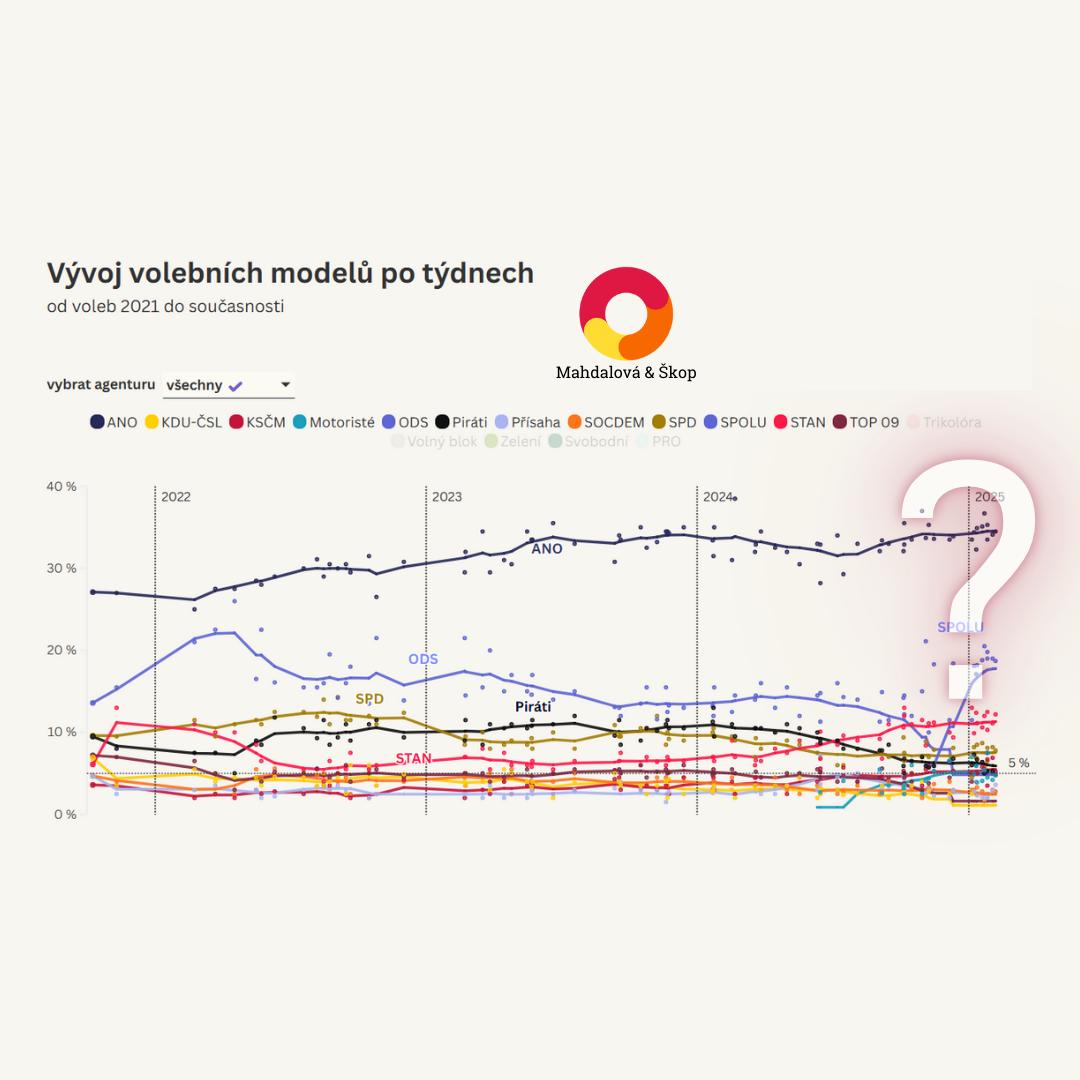 Vývoj volebních modelů po týdnech
od voleb 2021 do současnosti
Mahdalová & Škop
vybrat agenturu všechny
ANO KDU-ČSL KSČM Motoristé ODS Piráti Přísaha SOCDEM SPD SPOLU STAN TOP 09 Trikolóra
Volný blok Zelení Svobodní PRO
40 % 2022 2023 2024 2025
ANO
30 %
SPOLU
20 % ODS
SPD
Piráti
10 %
STAN
5 %
0 %
?